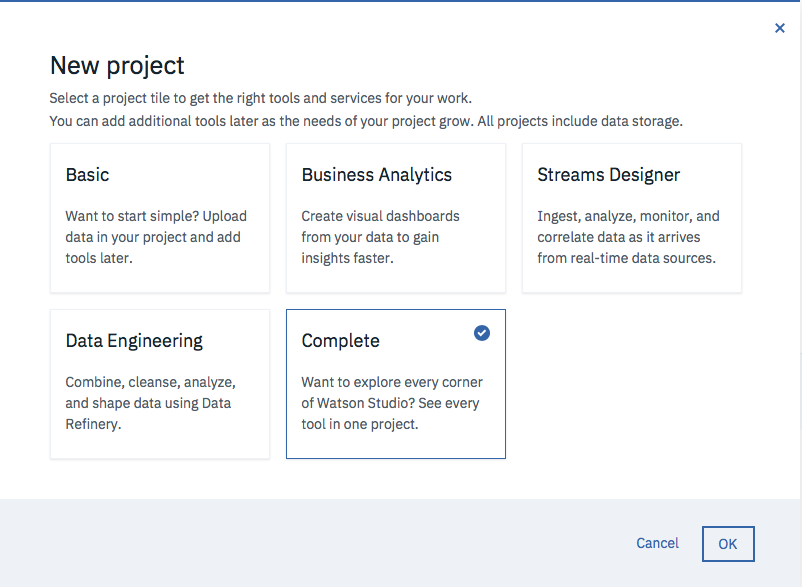 New project
Select a project tile to get the right tools and services for your work.
You can add additional tools later as the needs of your project grow. All projects include data storage.
Basic
Want to start simple? Upload
data in your project and add
tools later.
Business Analytics
Create visual dashboards
from your data to gain
insights faster.
Streams Designer
Ingest, analyze, monitor, and
correlate data as it arrives
from real-time data sources.
Data Engineering
Combine, cleanse, analyze,
and shape data using Data
Refinery.
Complete
Want to explore every corner
of Watson Studio? See every
tool in one project.
Cancel
OK